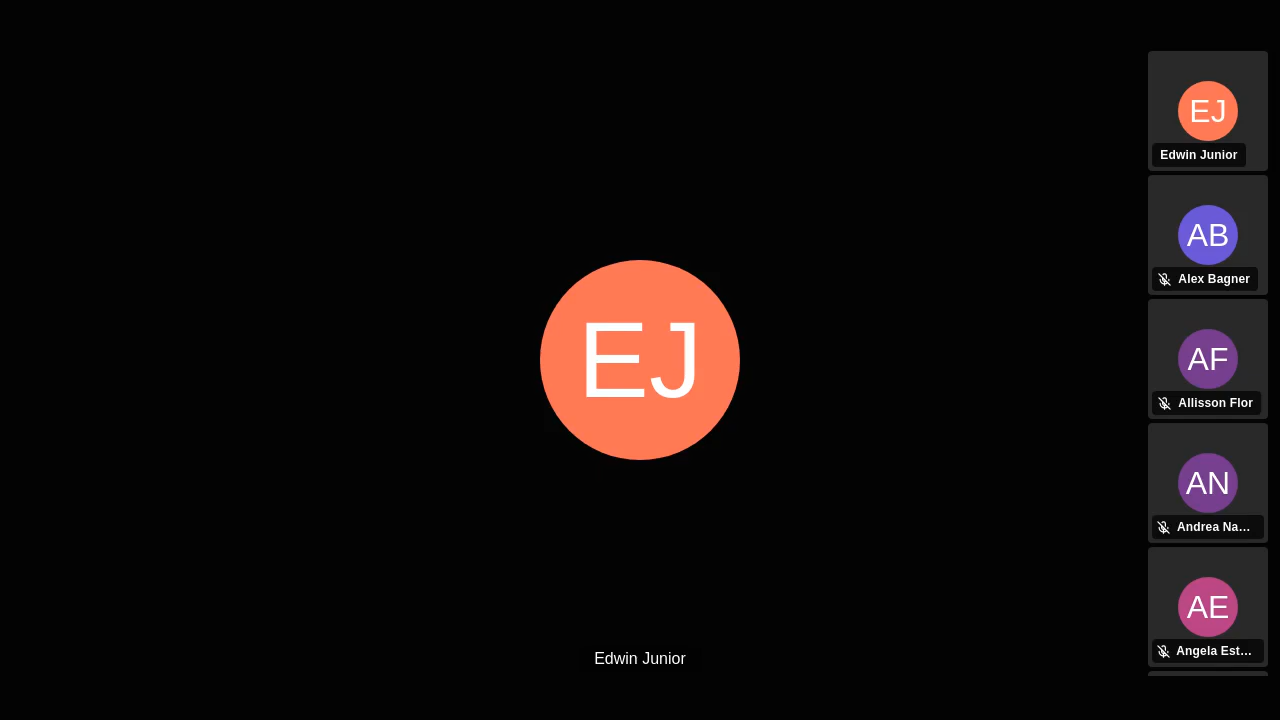 EJ
Edwin Junior
EJ
Edwin Junior
AB
Alex Bagner
AF
Allisson Flor
AN
Andrea Na...
AE
Angela Est...